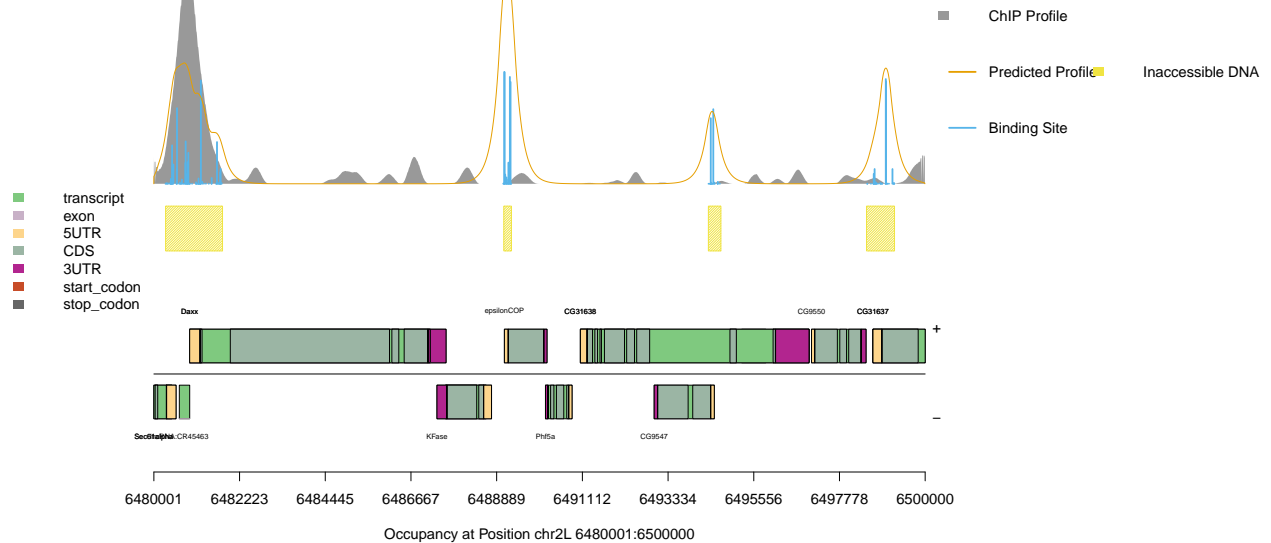 ChIP Profile
Predicted Profile
Inaccessible DNA
Binding Site
transcript
exon
5UTR
CDS
3UTR
start_codon
stop_codon
Daxx
epsilonCOP
CG31638
CG9550
CG31637
+
–
CR45463
KFase
Phf5a
CG9547
6480001 6482223 6484445 6486667 6488889 6491112 6493334 6495556 6497778 6500000
Occupancy at Position chr2L 6480001:6500000